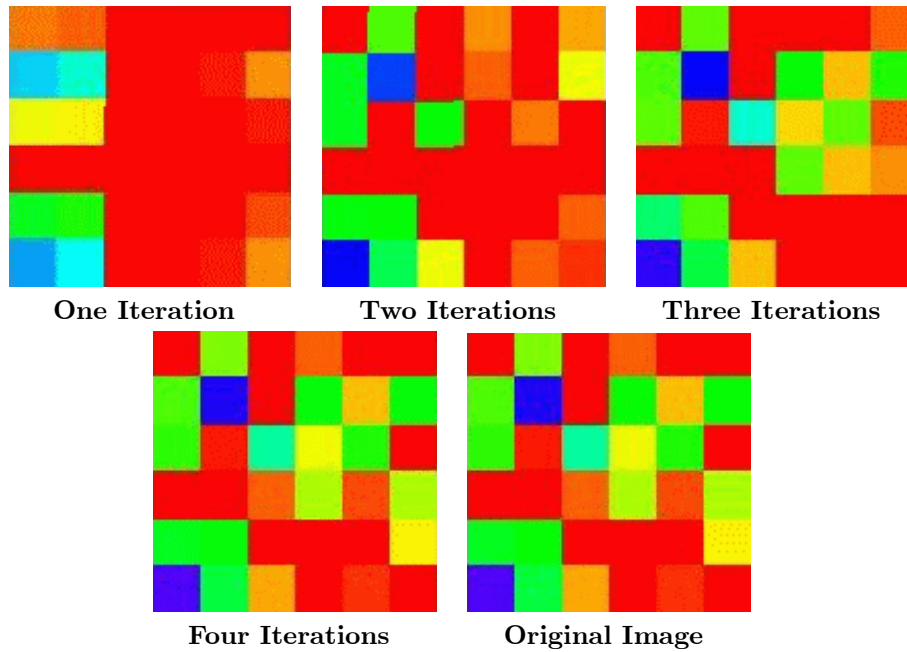 One Iteration
Two Iterations
Three Iterations
Four Iterations
Original Image